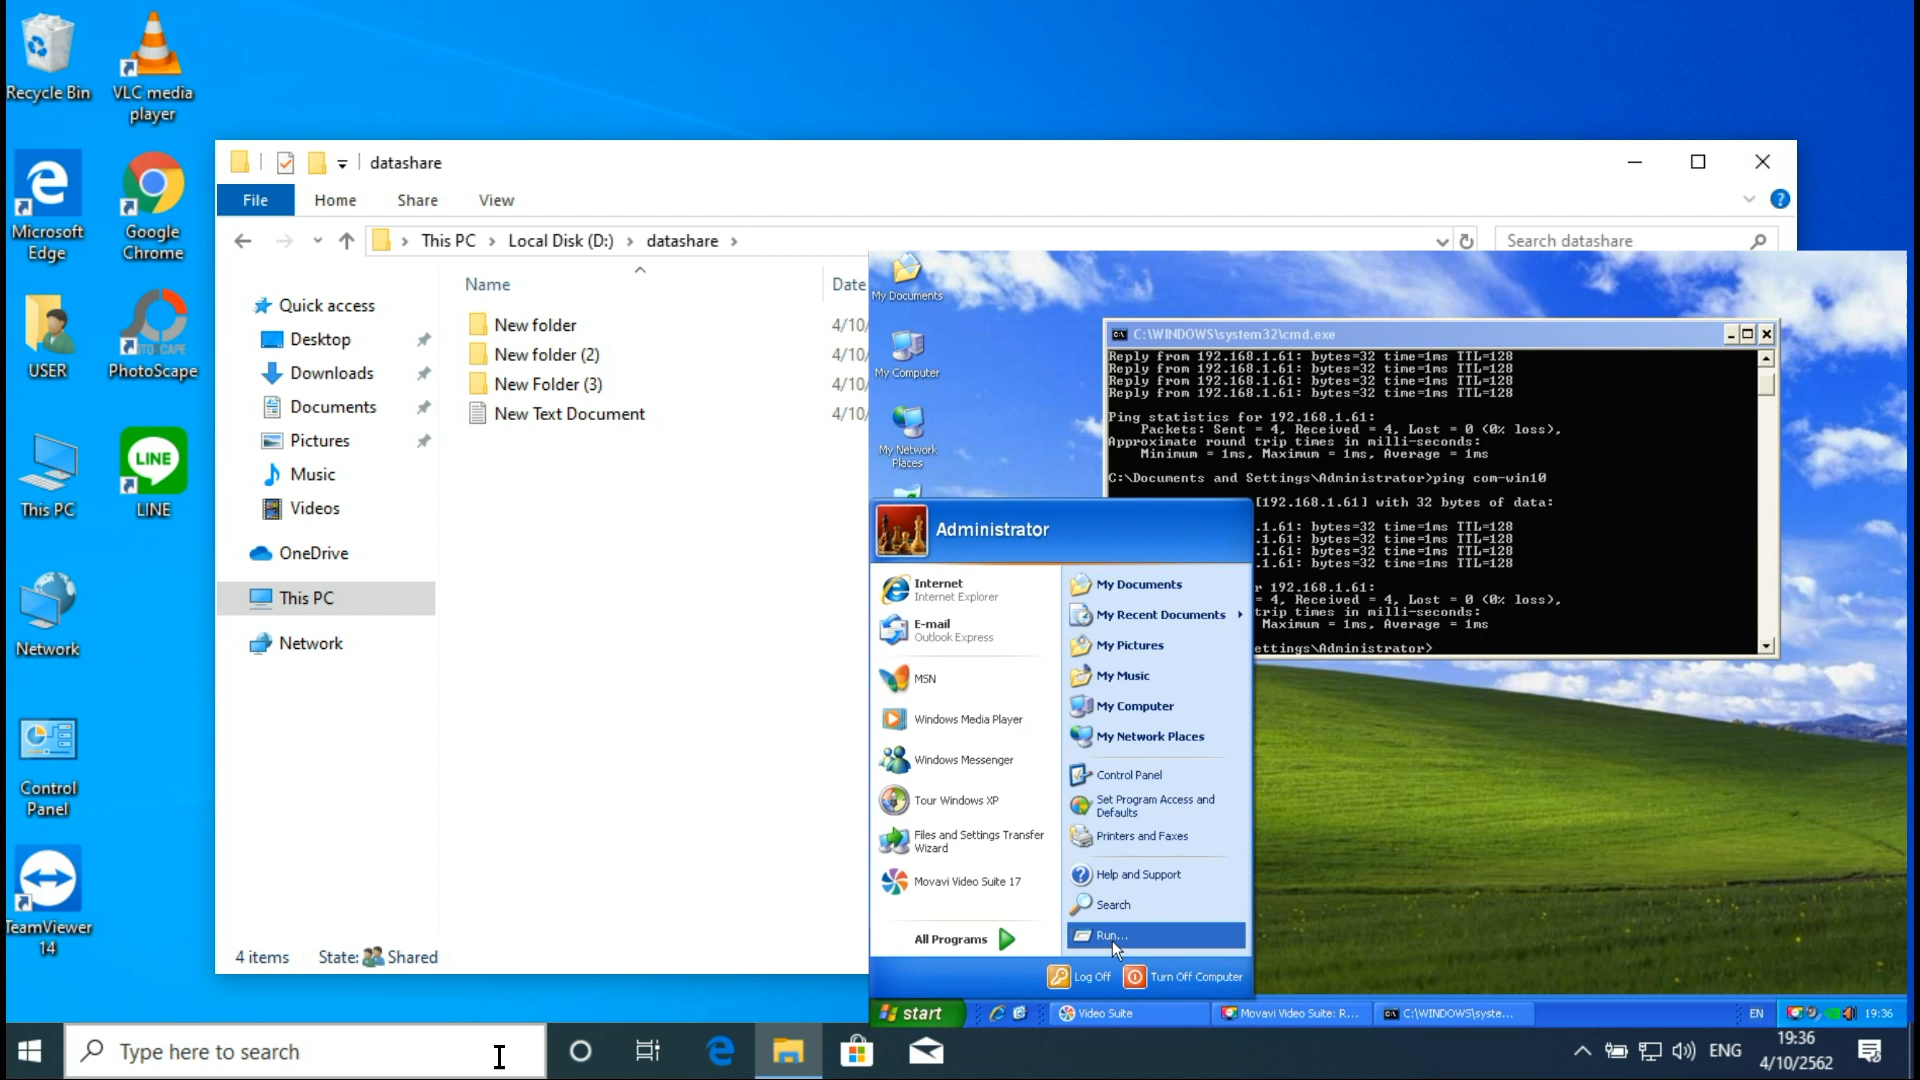 Recycle Bin
VLC media
player
Microsoft
Edge
Google
Chrome
USER
PhotoScape
This PC
LINE
LINE
Network
Control
Panel
TeamViewer
14
datashare
File
Home
Share
View
This PC
Local Disk (D:)
datashare
Search datashare
Name
Date
Quick access
Desktop
Downloads
Documents
Pictures
Music
Videos
OneDrive
This PC
Network
New folder
4/10/
New folder (2)
4/10/
New Folder (3)
4/10/
New Text Document
4/10/
4 items
State:
Shared
My Documents
My Computer
My Network
Places
C:\WINDOWS\system32\cmd.exe
Reply from 192.168.1.61: bytes=32 time=1ms TTL=128
Reply from 192.168.1.61: bytes=32 time=1ms TTL=128
Reply from 192.168.1.61: bytes=32 time=1ms TTL=128
Reply from 192.168.1.61: bytes=32 time=1ms TTL=128
Ping statistics for 192.168.1.61:
Packets: Sent = 4, Received = 4, Lost = 0 (0% loss),
Approximate round trip times in milli-seconds:
Minimum = 1ms, Maximum = 1ms, Average = 1ms
C:\Documents and Settings\Administrator>ping com-win10
[192.168.1.61] with 32 bytes of data:
.1.61: bytes=32 time=1ms TTL=128
.1.61: bytes=32 time=1ms TTL=128
.1.61: bytes=32 time=1ms TTL=128
.1.61: bytes=32 time=1ms TTL=128
r 192.168.1.61:
= 4, Received = 4, Lost = 0 (0% loss),
trip times in milli-seconds:
Maximum = 1ms, Average = 1ms
ettings\Administrator>
Administrator
Internet
Internet Explorer
E-mail
Outlook Express
MSN
Windows Media Player
Windows Messenger
Tour Windows XP
Files and Settings Transfer
Wizard
Movavi Video Suite 17
All Programs
My Documents
My Recent Documents
My Pictures
My Music
My Computer
My Network Places
Control Panel
Set Program Access and
Defaults
Printers and Faxes
Help and Support
Search
Run...
Log Off
Turn Off Computer
start
Video Suite
Movavi Video Suite: R...
C:\WINDOWS\syste...
EN
19:36
Type here to search
ENG
19:36
4/10/2562